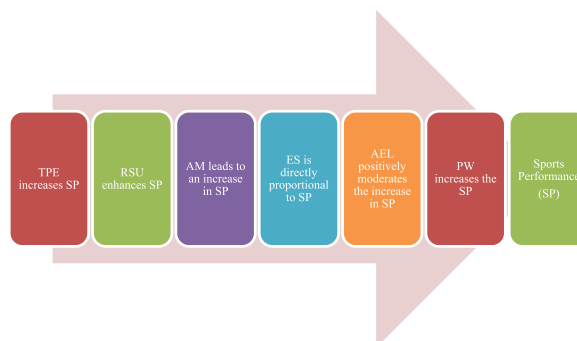 TPE
increases SP
RSU
enhances SP
AM leads to
an increase
in SP
ES is
directly
proportional
to SP
AEL
positively
moderates
the increase
in SP
PW
increases the
SP
Sports
Performance
(SP)